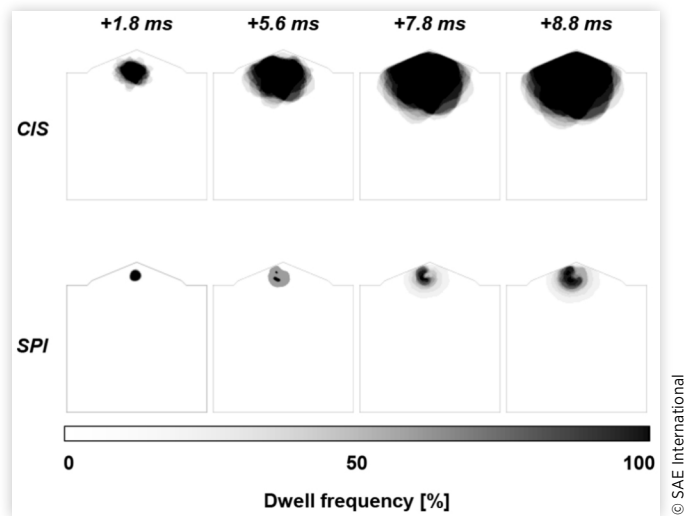 +1.8 ms +5.6 ms +7.8 ms +8.8 ms
CIS
SPI
0 50 100
Dwell frequency [%]
© SAE International